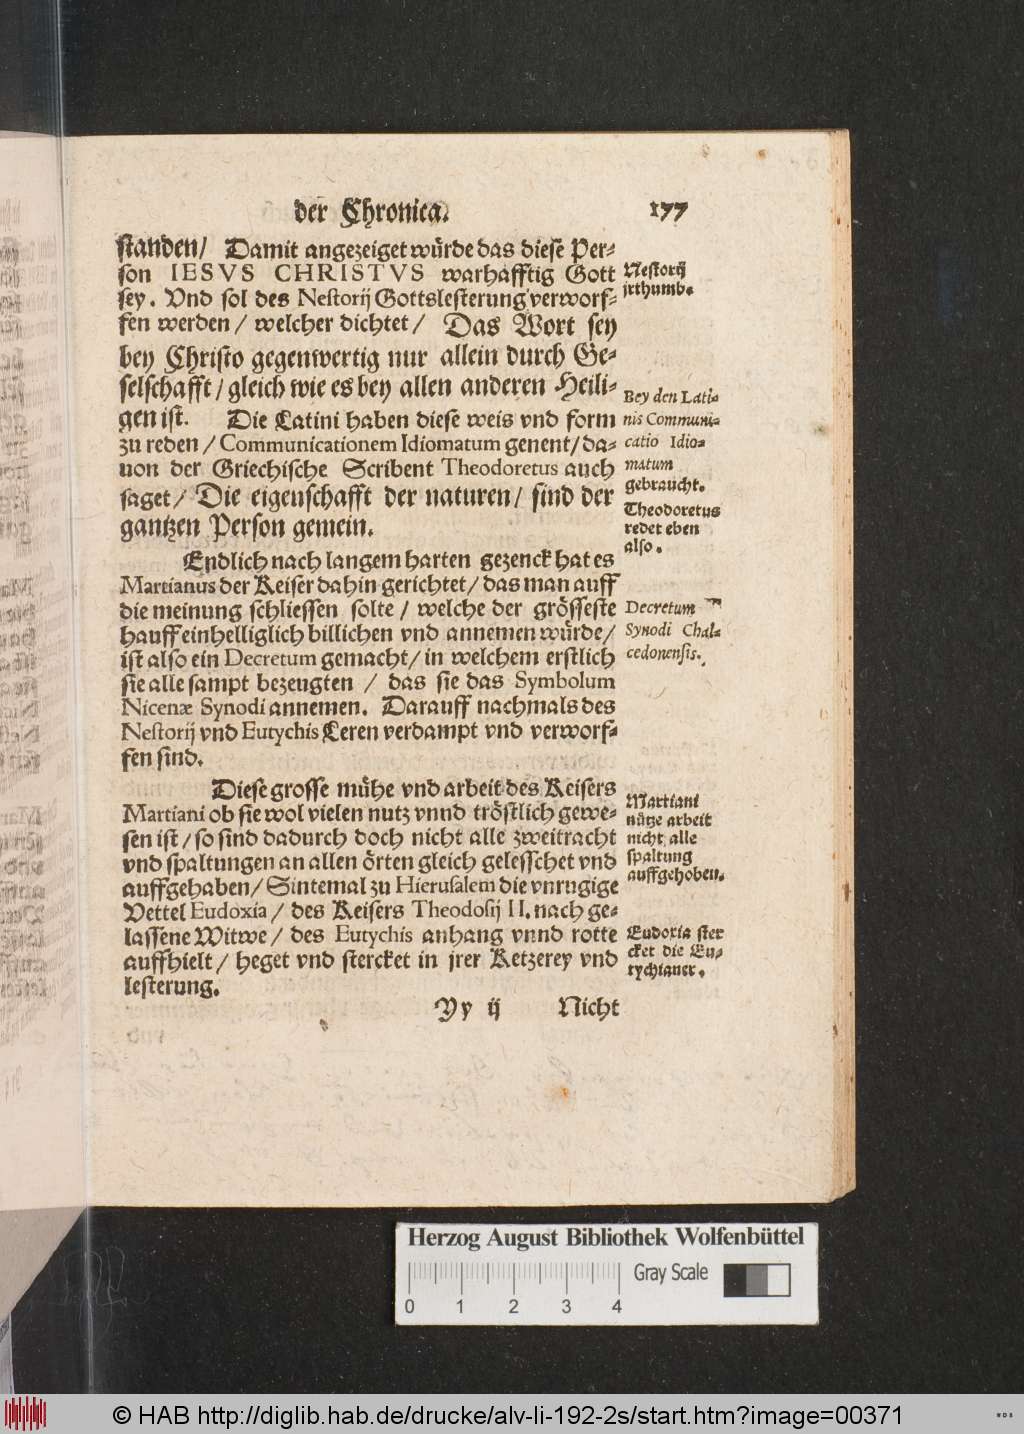 der Chronica. 177
standen/ Damit angezeiget würde das diese Per-
son IESVS CHRISTVS warhafftig Gott
sey. Vnd sol des Nestorij Gottslesterung verworf-
fen werden / welcher dichtet / Das Wort sey
bey Christo gegenwertig nur allein durch Ge-
selschafft / gleich wie es bey allen anderen Heili-
gen ist. Die Latini haben diese weis vnd form
zu reden / Communicationem Idiomatum genent / da-
uon der Griechische Scribent Theodoretus auch
saget / Die eigenschafft der naturen / sind der
gantzen Person gemein.
Endlich nach langem harten gezenck hat es
Martianus der Keiser dahin gerichtet / das man auff
die meinung schliessen solte / welche der grösseste
hauff einhelliglich billichen vnd annemen würde /
ist also ein Decretum gemacht / in welchem erstlich
sie alle sampt bezeugten / das sie das Symbolum
Nicenæ Synodi annemen. Darauff nachmals des
Nestorij vnd Eutychis Leren verdampt vnd verworf-
fen sind.
Diese grosse mühe vnd arbeit des Keisers
Martiani ob sie wol vielen nutz vnnd tröstlich gewe-
sen ist / so sind dadurch doch nicht alle zweitracht
vnd spaltungen an allen örten gleich gelesschet vnd
auffgehaben / Sintemal zu Hierusalem die vnrugige
Vettel Eudoxia / des Keisers Theodosij II. nach ge-
lassene Witwe / des Eutychis anhang vnnd rotte
auffhielt / heget vnd stercket in jrer Ketzerey vnd
lesterung.
Yy ij Nicht
Nestorij
jrthumb.
Bey den Lati-
nis Communi-
catio Idio-
matum
gebraucht.
Theodoretus
redet eben
also.
Decretum
Synodi Chal-
cedonensis.
Martiani
nütze arbeit
nicht alle
spaltung
auffgehoben.
Eudoxia ster
cket die Eu-
tychianer.
Herzog August Bibliothek Wolfenbüttel
Gray Scale
0 1 2 3 4
© HAB http://diglib.hab.de/drucke/alv-li-192-2s/start.htm?image=00371